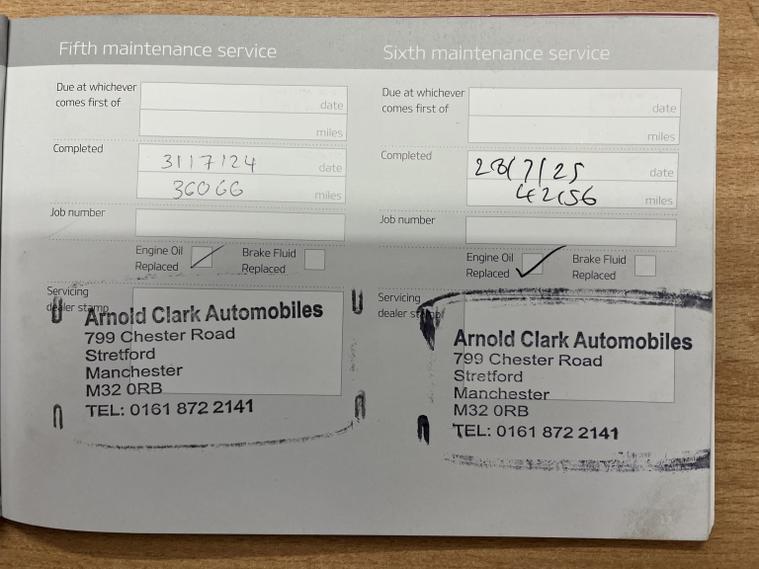 Fifth maintenance service
Due at whichever
comes first of
date
miles
Completed
31/7/24
date
36066
miles
Job number
Engine Oil
Replaced
Brake Fluid
Replaced
Servicing
dealer stamp
Arnold Clark Automobiles
799 Chester Road
Stretford
Manchester
M32 0RB
TEL: 0161 872 2141
Sixth maintenance service
Due at whichever
comes first of
date
miles
Completed
28/7/25
date
42156
miles
Job number
Engine Oil
Replaced
Brake Fluid
Replaced
Servicing
dealer stamp
Arnold Clark Automobiles
799 Chester Road
Stretford
Manchester
M32 0RB
TEL: 0161 872 2141